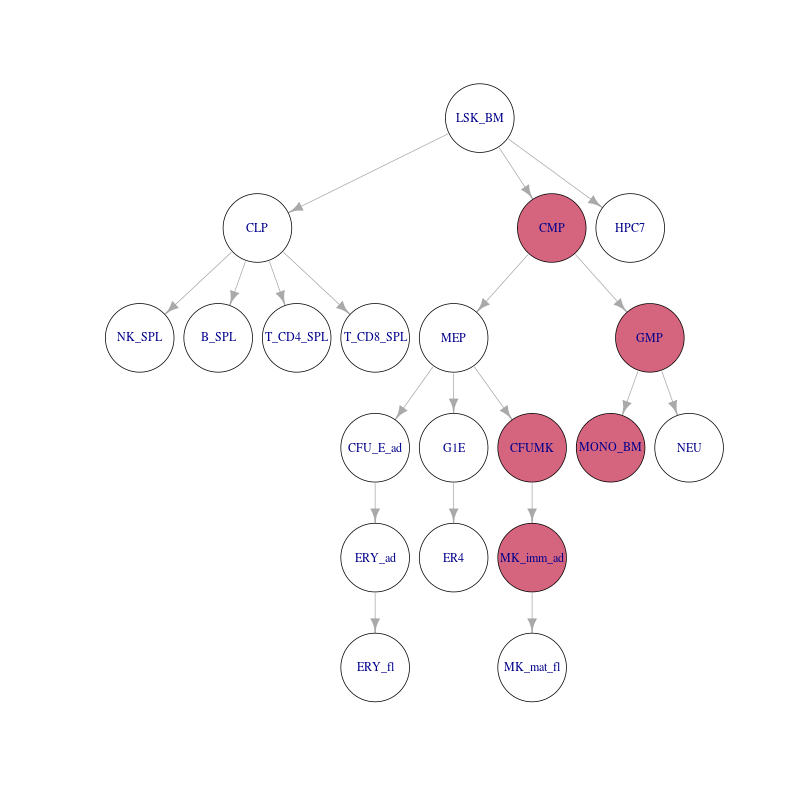 LSK_BM
CLP
CMP
HPC7
NK_SPL
B_SPL
T_CD4_SPL
T_CD8_SPL
MEP
GMP
CFU_E_ad
G1E
CFUMK
MONO_BM
NEU
ERY_ad
ER4
MK_imm_ad
ERY_fl
MK_mat_fl